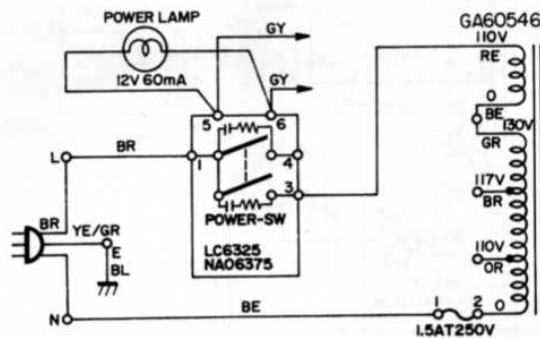 POWER LAMP
GA60546
110V
RE
GY
12V 60mA
GY
0
BE
130V
5
6
GR
L
BR
1
4
117V
3
BR
BR
YE/GR
POWER-SW
110V
E
LC6325
OR
BL
NA06375
N
BE
1
2
0
1.5AT250V